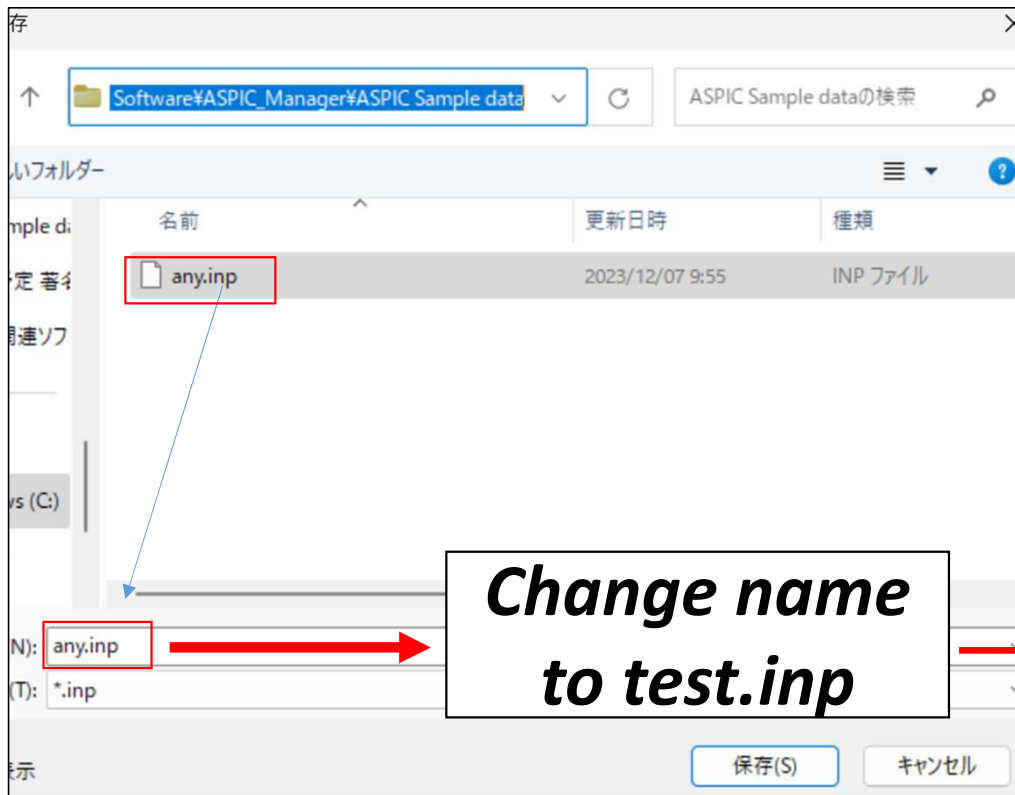 存
Software¥ASPIC_Manager¥ASPIC Sample data
ASPIC Sample dataの検索
いフォルダー
名前 更新日時 種類
mple da
定 著名
any.inp 2023/12/07 9:55 INP ファイル
連ソフ
vs (C:)
Change name
to test.inp
N): any.inp
(T): *.inp
表示 保存(S) キャンセル